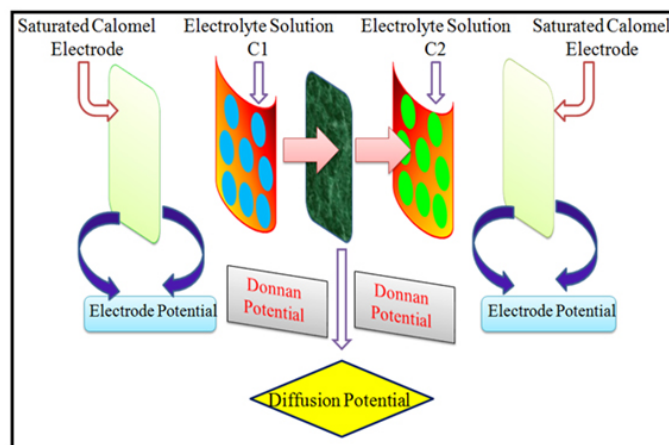 Saturated Calomel
Electrode
Electrolyte Solution
C1
Electrolyte Solution
C2
Saturated Calomel
Electrode
Electrode Potential
Donnan
Potential
Donnan
Potential
Electrode Potential
Diffusion Potential